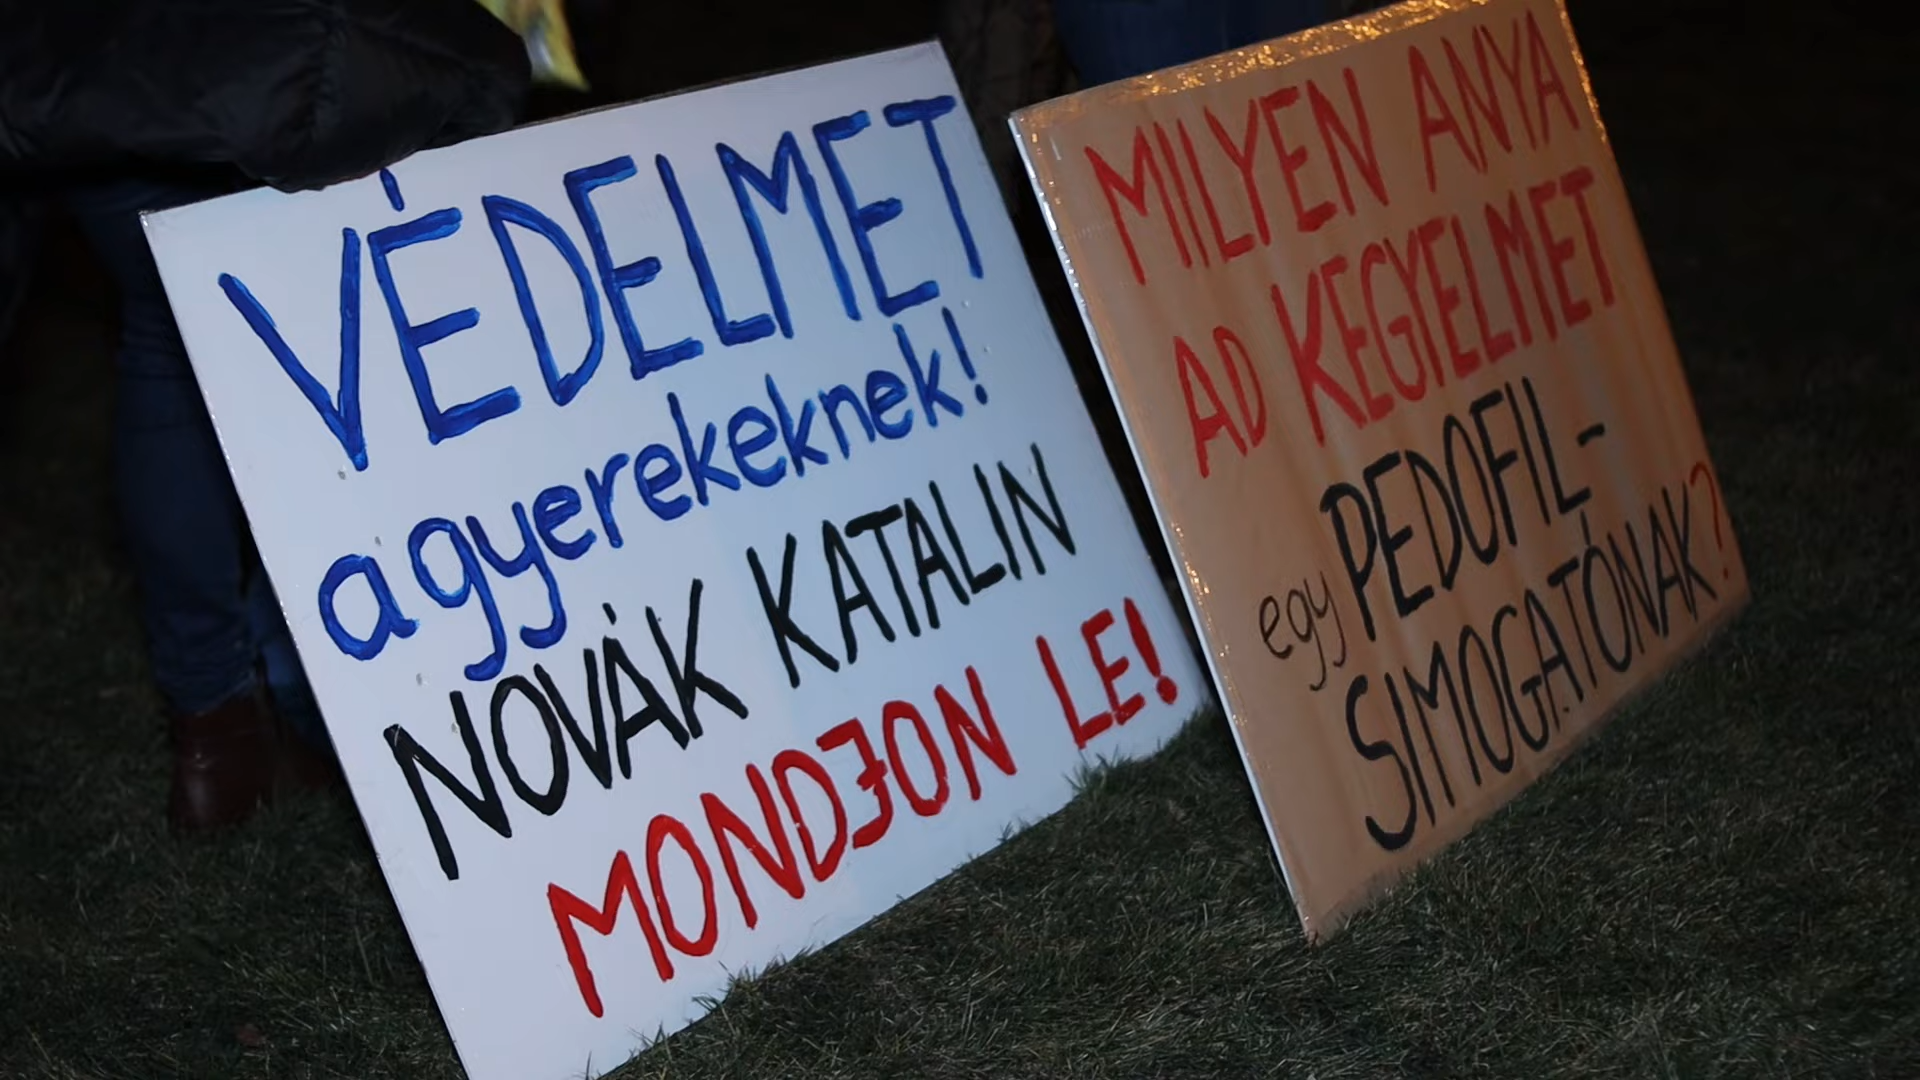 VÉDELMET
a gyerekeknek!
NOVÁK KATALIN
MONDJON LE!
MILYEN ANYA
AD KEGYELMET
egy PEDOFIL-
SIMOGATÓNAK?